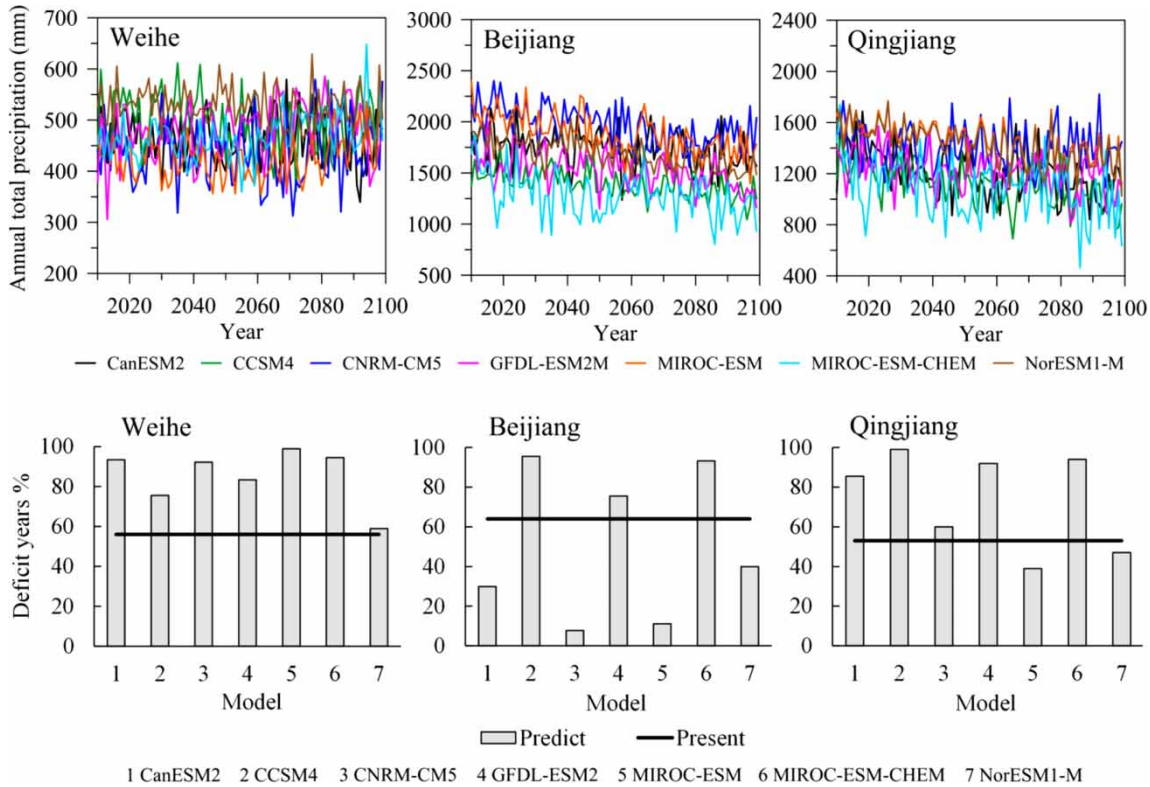 Annual total precipitation (mm)
700
600
500
400
300
200
Weihe
2020 2040 2060 2080 2100
Year
3000
2500
2000
1500
1000
500
Beijiang
2020 2040 2060 2080 2100
Year
2400
2000
1600
1200
800
400
Qingjiang
2020 2040 2060 2080 2100
Year
CanESM2 CCSM4 CNRM-CM5 GFDL-ESM2M MIROC-ESM MIROC-ESM-CHEM NorESM1-M
Deficit years %
Weihe
100
80
60
40
20
0
1 2 3 4 5 6 7
Model
Beijiang
100
80
60
40
20
0
1 2 3 4 5 6 7
Model
Qingjiang
100
80
60
40
20
0
1 2 3 4 5 6 7
Model
Predict Present
1 CanESM2 2 CCSM4 3 CNRM-CM5 4 GFDL-ESM2 5 MIROC-ESM 6 MIROC-ESM-CHEM 7 NorESM1-M